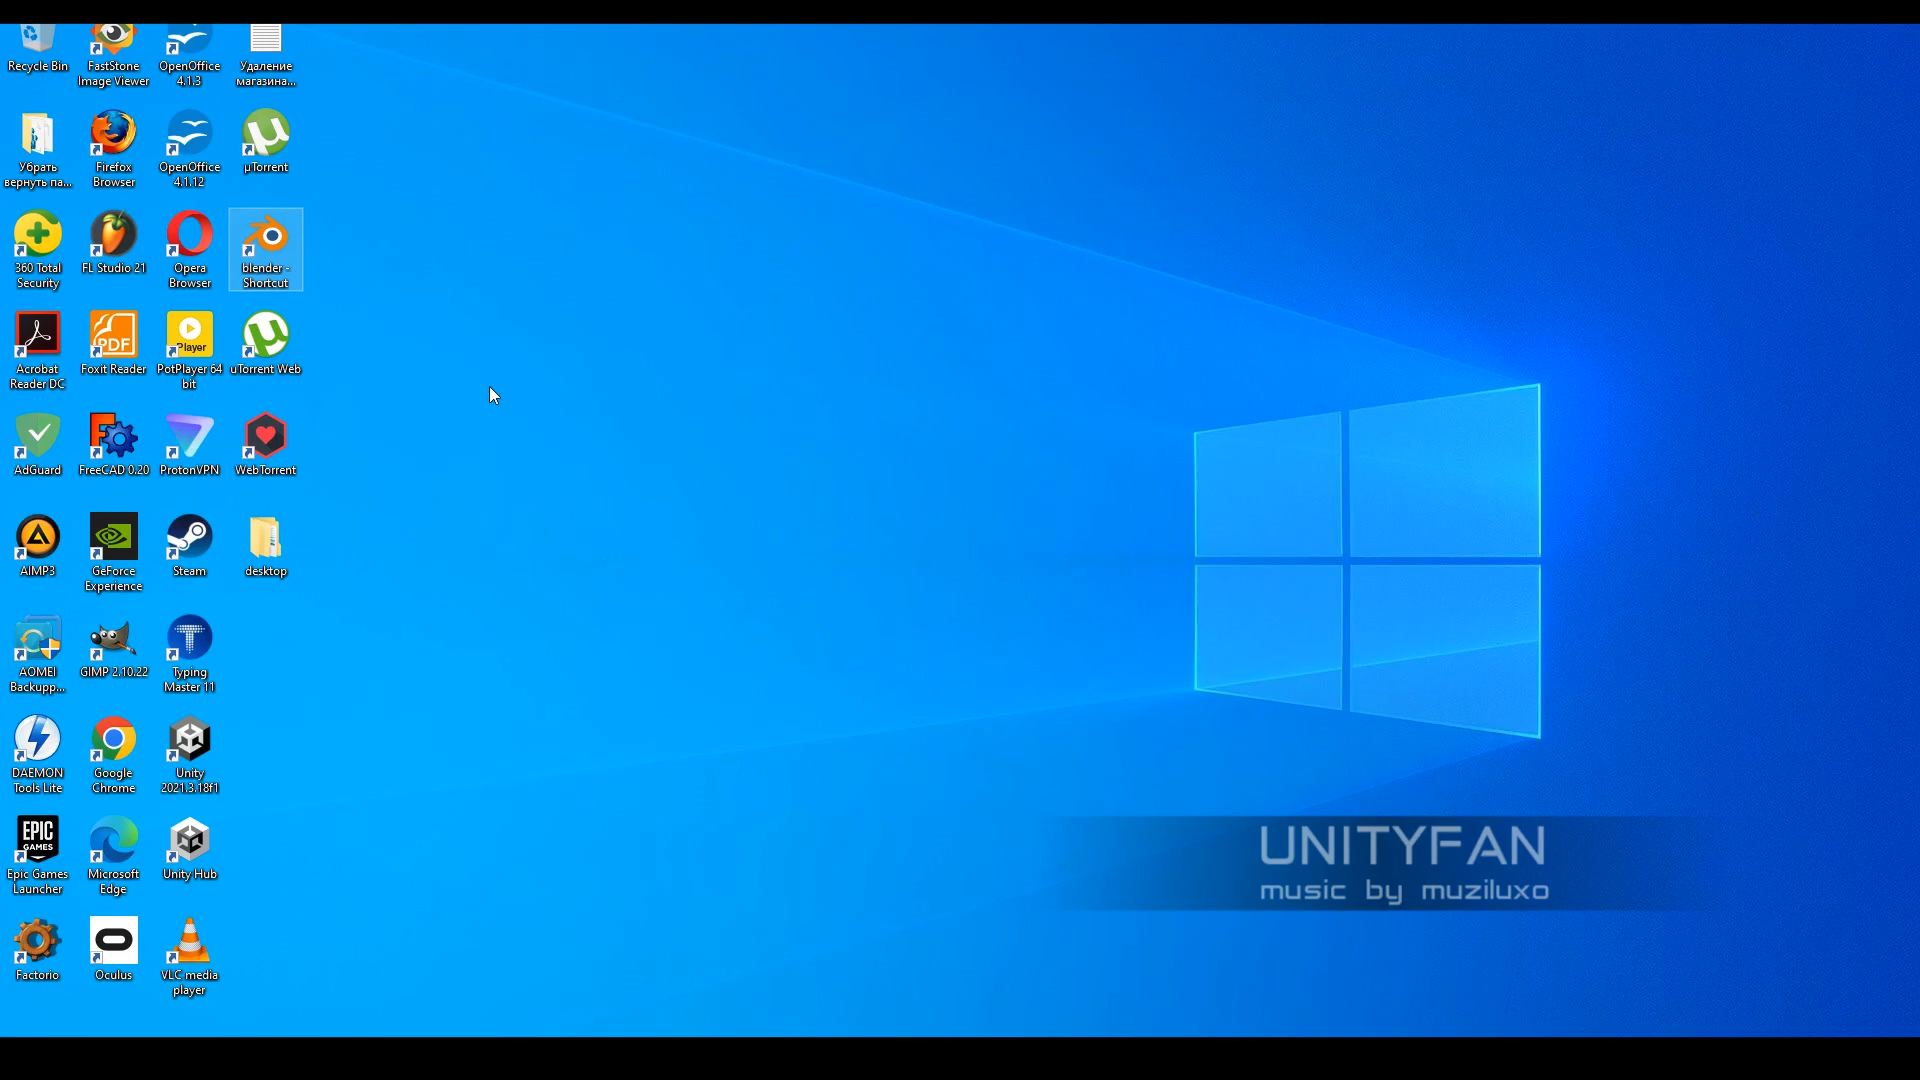 Recycle Bin
FastStone
Image Viewer
OpenOffice
4.1.3
Удаление
магазина...
Убрать
вернуть па...
Firefox
Browser
OpenOffice
4.1.12
µTorrent
360 Total
Security
FL Studio 21
Opera
Browser
blender -
Shortcut
Acrobat
Reader DC
PDF
Foxit Reader
Player
PotPlayer 64
bit
uTorrent Web
AdGuard
FreeCAD 0.20
ProtonVPN
WebTorrent
AIMP3
GeForce
Experience
Steam
desktop
AOMEI
Backupp...
GIMP 2.10.22
Typing
Master 11
DAEMON
Tools Lite
Google
Chrome
Unity
2021.3.18f1
EPIC
GAMES
Epic Games
Launcher
Microsoft
Edge
Unity Hub
Factorio
Oculus
VLC media
player
UNITYFAN
music by muziluxo